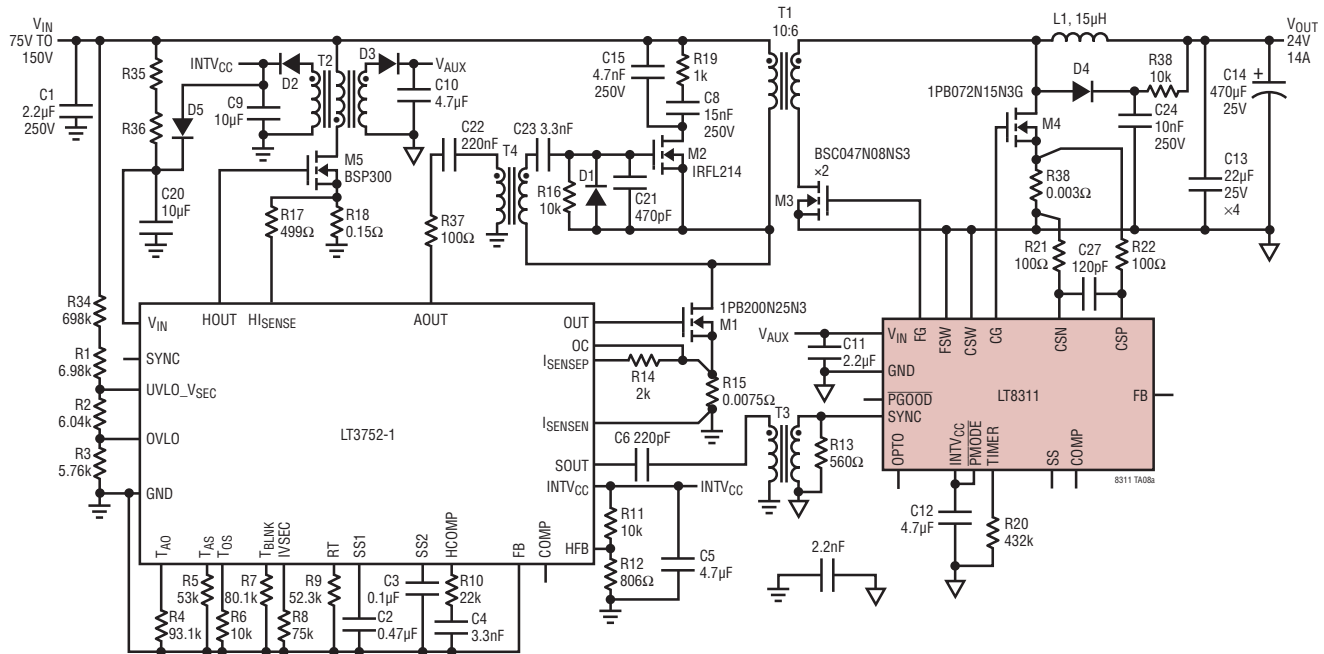 VIN
75V TO
150V
C1
2.2µF
250V
R35
R36
INTVCC
D2
T2
D3
VAUX
C10
4.7µF
C9
10µF
D5
C20
10µF
M5
BSP300
R17
499Ω
R18
0.15Ω
C22
220nF
T4
C23 3.3nF
R37
100Ω
R16
10k
D1
C21
470pF
C15
4.7nF
250V
R19
1k
C8
15nF
250V
M2
IRFL214
T1
10:6
BSC047N08NS3
×2
M3
L1, 15µH
VOUT
24V
14A
D4
R38
10k
1PB072N15N3G
M4
C24
10nF
250V
C14
470µF
25V
+
R38
0.003Ω
C13
22µF
25V
×4
R21
100Ω
C27
120pF
R22
100Ω
R34
698k
R1
6.98k
R2
6.04k
R3
5.76k
VIN
HOUT
HISENSE
AOUT
SYNC
UVLO_VSEC
OVLO
GND
LT3752-1
OUT
OC
ISENSEP
ISENSEN
SOUT
INTVCC
HFB
TAO
TAS
TOS
TBLNK
IVSEC
RT
SS1
SS2
HCOMP
FB
COMP
1PB200N25N3
M1
R14
2k
R15
0.0075Ω
C6 220pF
T3
R13
560Ω
INTVCC
R11
10k
R12
806Ω
C5
4.7µF
R5
53k
R4
93.1k
R6
10k
R7
80.1k
R8
75k
R9
52.3k
C2
0.47µF
C3
0.1µF
R10
22k
C4
3.3nF
2.2nF
VAUX
C11
2.2µF
VIN
FG
FSW
CSW
CG
CSN
CSP
GND
PGOOD
SYNC
LT8311
FB
OPTO
INTVCC
PMODE
TIMER
SS
COMP
8311 TA08a
C12
4.7µF
R20
432k